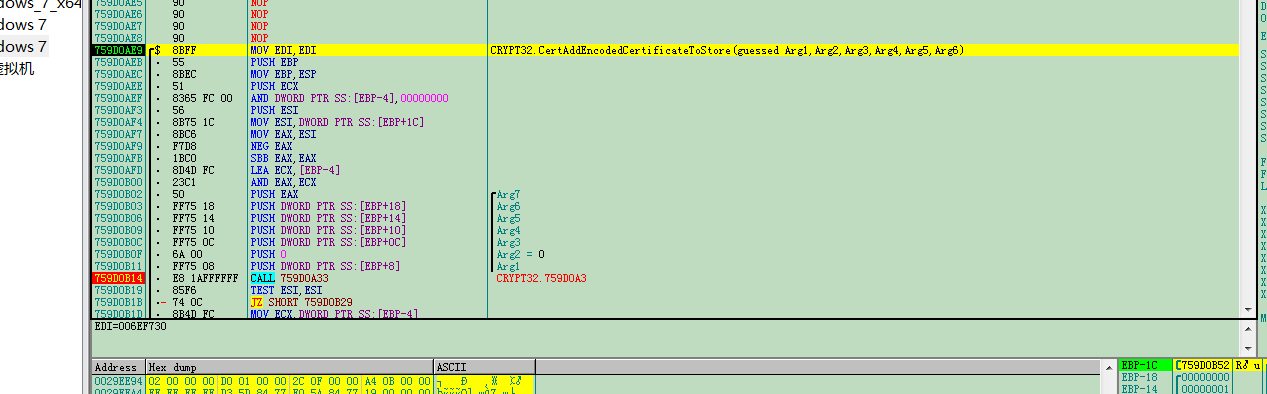 dows_7_x64
dows 7
dows 7
虚拟机
759D0AE5 90 NOP
759D0AE6 90 NOP
759D0AE7 90 NOP
759D0AE8 90 NOP
759D0AE9 $ 8BFF MOV EDI,EDI CRYPT32.CertAddEncodedCertificateToStore(guessed Arg1,Arg2,Arg3,Arg4,Arg5,Arg6)
759D0AEB . 55 PUSH EBP
759D0AEC . 8BEC MOV EBP,ESP
759D0AEE . 51 PUSH ECX
759D0AEF . 8365 FC 00 AND DWORD PTR SS:[EBP-4],00000000
759D0AF3 . 56 PUSH ESI
759D0AF4 . 8B75 1C MOV ESI,DWORD PTR SS:[EBP+1C]
759D0AF7 . 8BC6 MOV EAX,ESI
759D0AF9 . F7D8 NEG EAX
759D0AFB . 1BC0 SBB EAX,EAX
759D0AFD . 8D4D FC LEA ECX,[EBP-4]
759D0B00 . 23C1 AND EAX,ECX
759D0B02 . 50 PUSH EAX Arg7
759D0B03 . FF75 18 PUSH DWORD PTR SS:[EBP+18] Arg6
759D0B06 . FF75 14 PUSH DWORD PTR SS:[EBP+14] Arg5
759D0B09 . FF75 10 PUSH DWORD PTR SS:[EBP+10] Arg4
759D0B0C . FF75 0C PUSH DWORD PTR SS:[EBP+0C] Arg3
759D0B0F . 6A 00 PUSH 0 Arg2 = 0
759D0B11 . FF75 08 PUSH DWORD PTR SS:[EBP+8] Arg1
759D0B14 . E8 1AFFFFFF CALL 759D0A33 CRYPT32.759D0A3
759D0B19 . 85F6 TEST ESI,ESI
759D0B1B .- 74 0C JZ SHORT 759D0B29
759D0B1D . 8B4D FC MOV ECX,DWORD PTR SS:[EBP-4]
EDI=006EF730
Address Hex dump ASCII
0029EE94 02 00 00 00 D0 01 00 00 2C 0F 00 00 A4 0B 00 00
EBP-1C [759D0B52
EBP-18 00000000
EBP-14 00000001